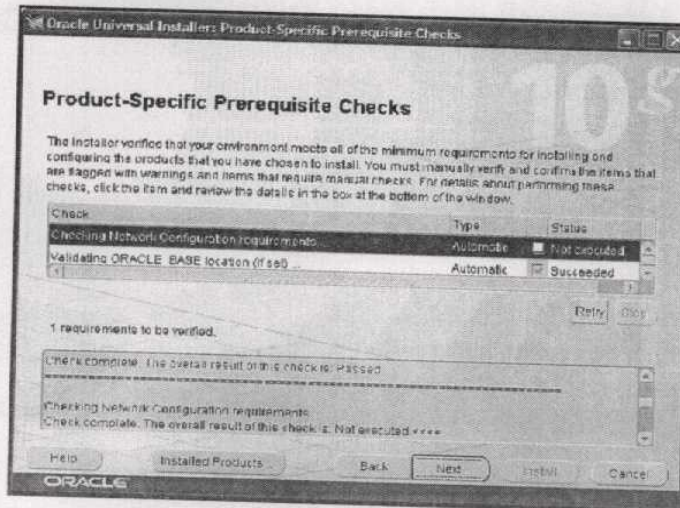 Oracle Universal Installer: Product-Specific Prerequisite Checks
10g
Product-Specific Prerequisite Checks
The Installer verifies that your environment meets all of the minimum requirements for installing and
configuring the products that you have chosen to install. You must manually verify and confirm the items that
are flagged with warnings and items that require manual checks. For details about performing these
checks, click the item and review the details in the box at the bottom of the window.
Check Type Status
Checking Network Configuration requirements Automatic Not executed
Validating ORACLE_BASE location (if set) ... Automatic Succeeded
Retry Stop
1 requirements to be verified.
Check complete. The overall result of this check is: Passed
Checking Network Configuration requirements
Check complete. The overall result of this check is: Not executed <<<<
Help Installed Products... Back Next Install Cancel
ORACLE